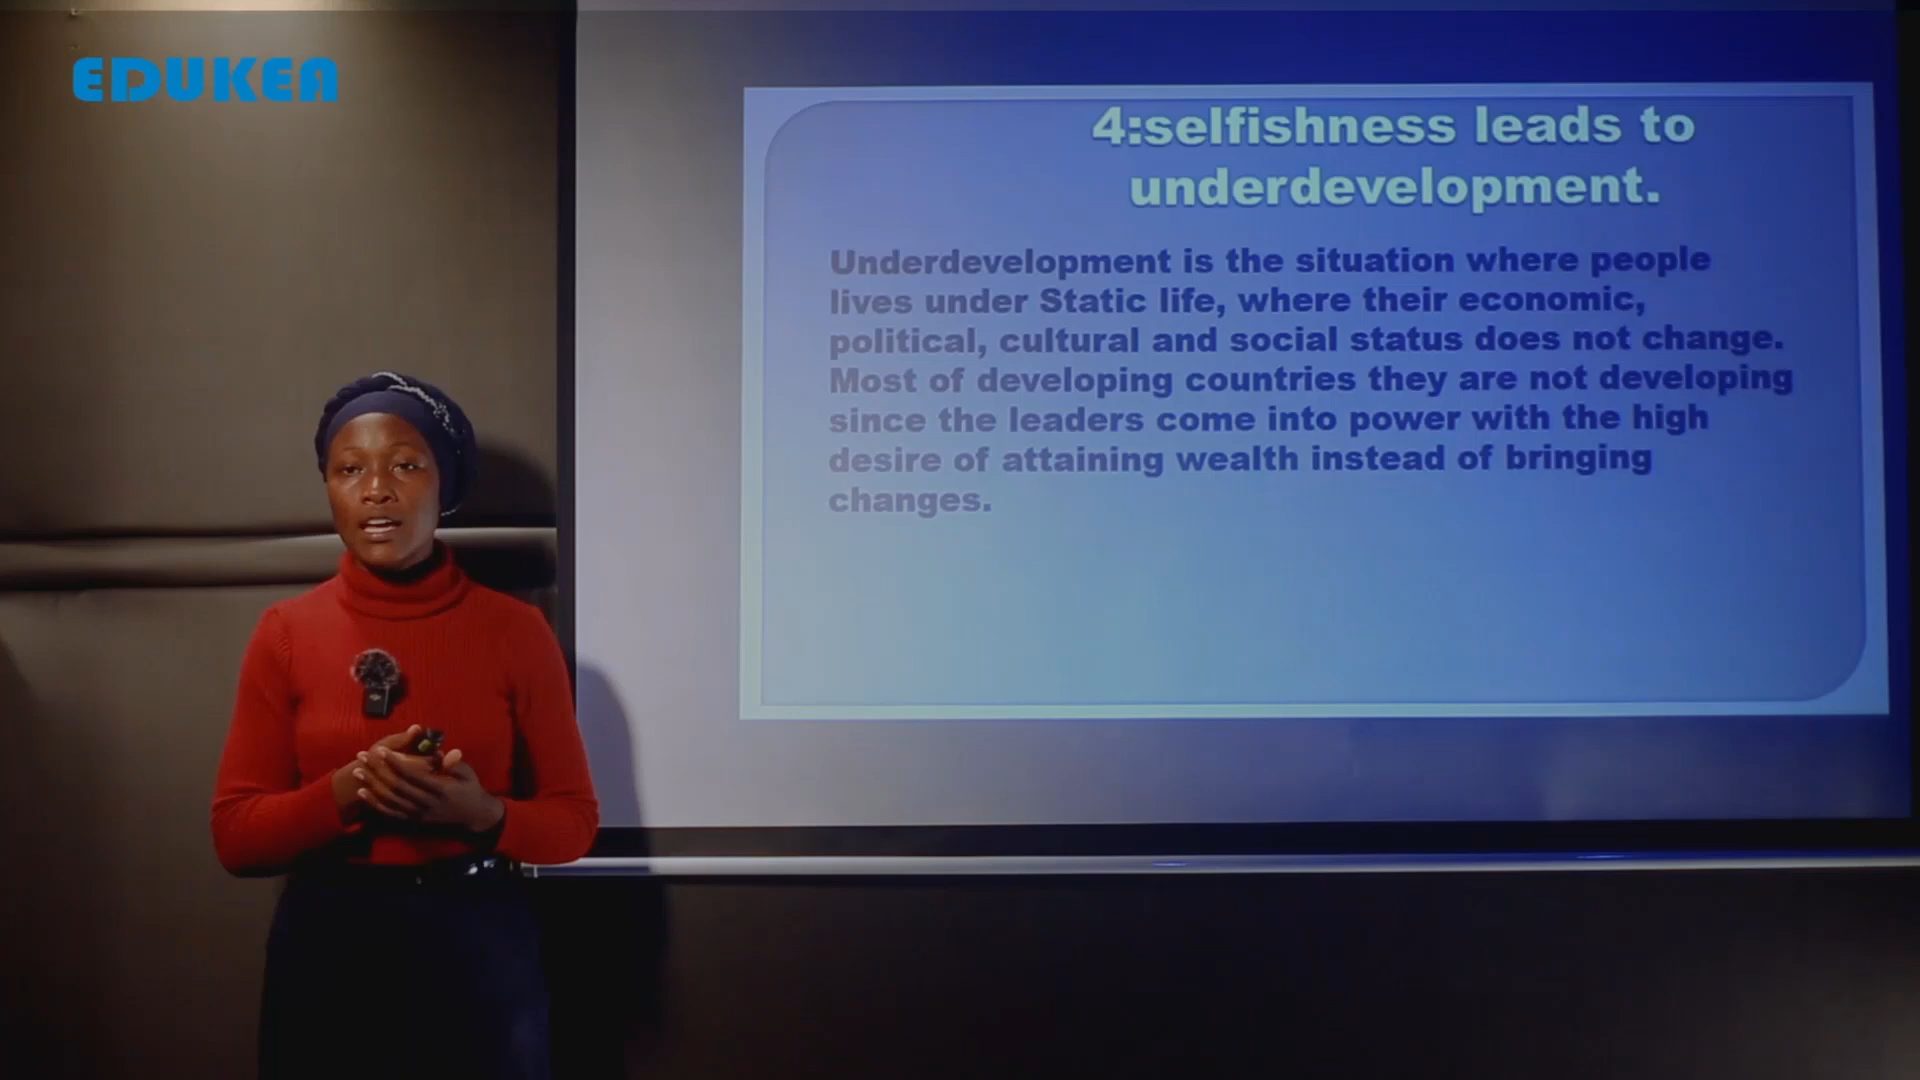 EDUKEA
4:selfishness leads to
underdevelopment.
Underdevelopment is the situation where people
lives under Static life, where their economic,
political, cultural and social status does not change.
Most of developing countries they are not developing
since the leaders come into power with the high
desire of attaining wealth instead of bringing
changes.